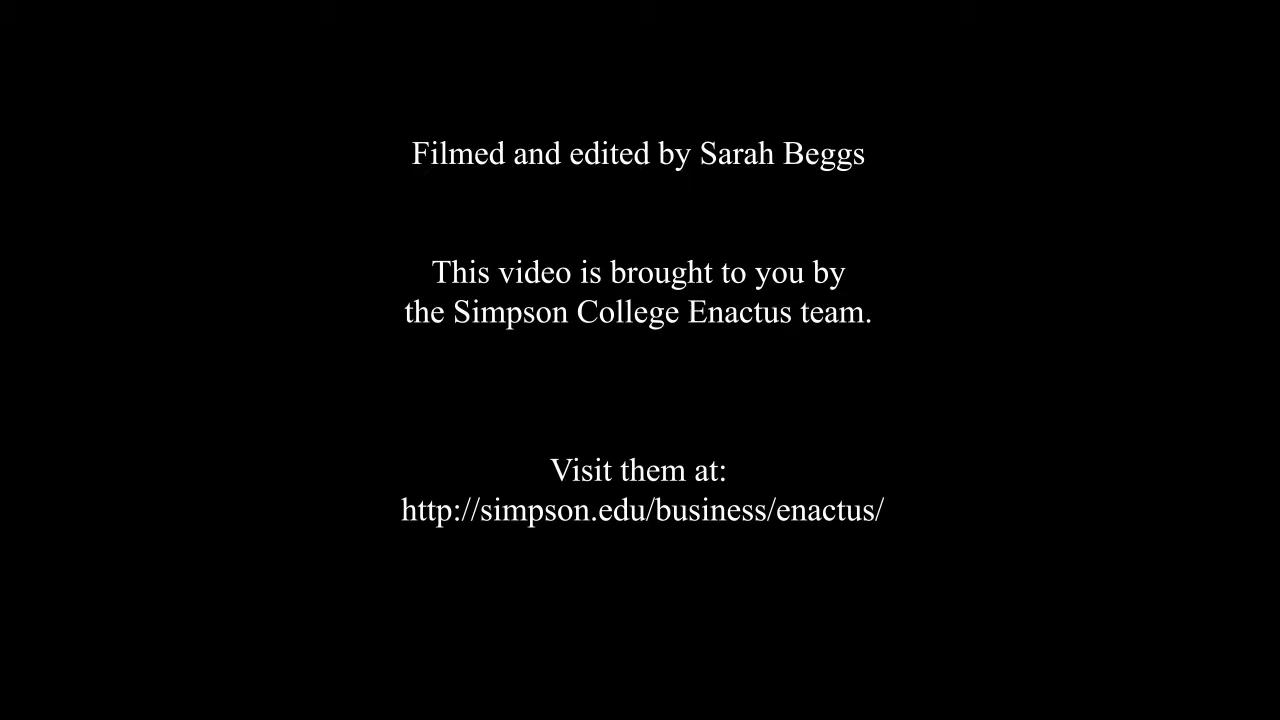 Filmed and edited by Sarah Beggs
This video is brought to you by
the Simpson College Enactus team.
Visit them at:
http://simpson.edu/business/enactus/